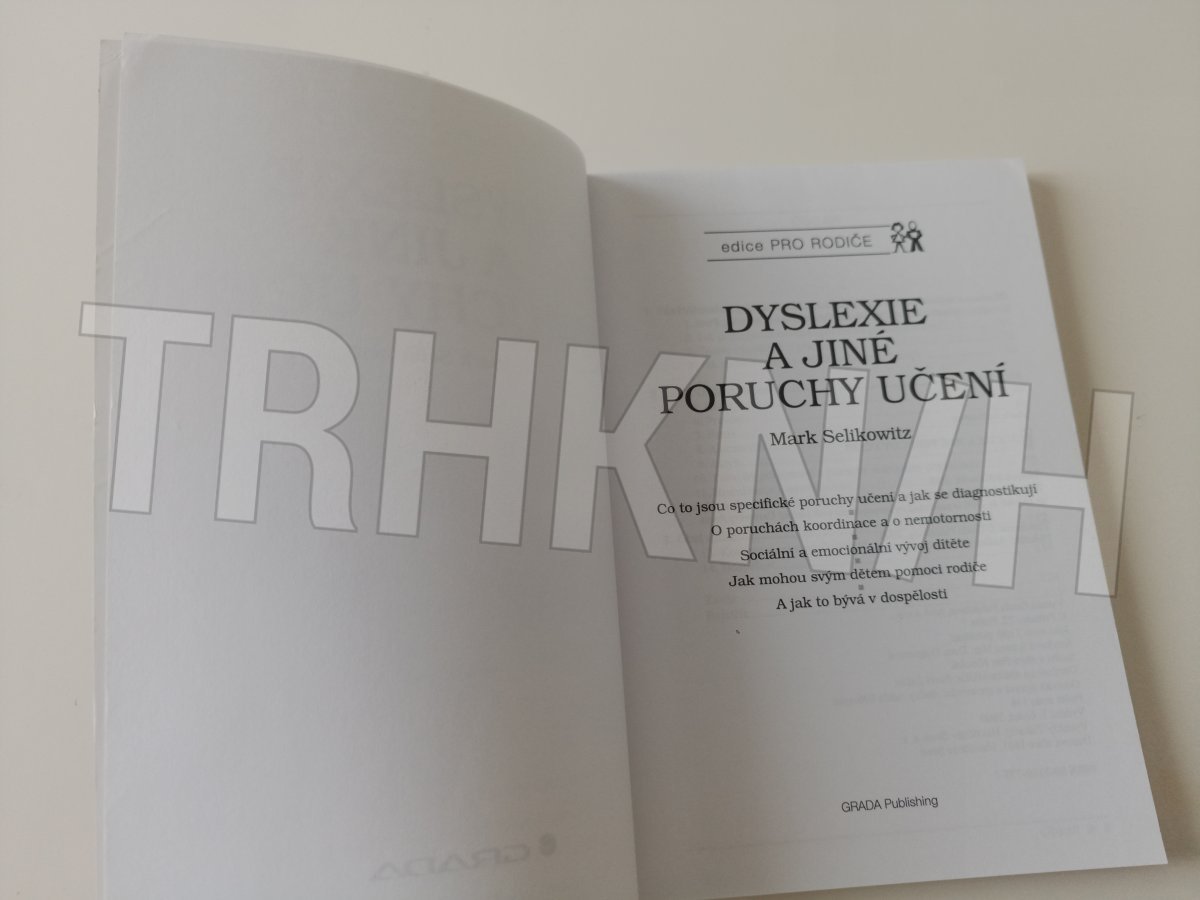 edice PRO RODIČE
DYSLEXIE
A JINÉ
PORUCHY UČENÍ
Mark Selikowitz
Co to jsou specifické poruchy učení a jak se diagnostikují
O poruchách koordinace a o nemotornosti
Sociální a emocionální vývoj dítěte
Jak mohou svým dětem pomoci rodiče
A jak to bývá v dospělosti
GRADA Publishing
GRADA
TRHKNIH